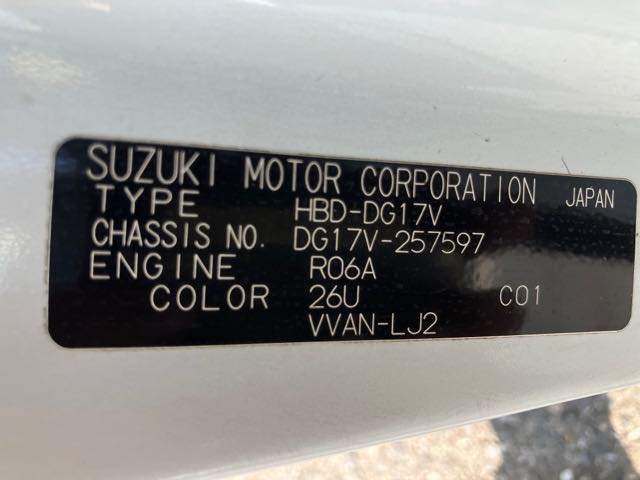 SUZUKI MOTOR CORPORATION JAPAN
TYPE HBD-DG17V
CHASSIS NO. DG17V-257597
ENGINE R06A
COLOR 26U C01
VVAN-LJ2